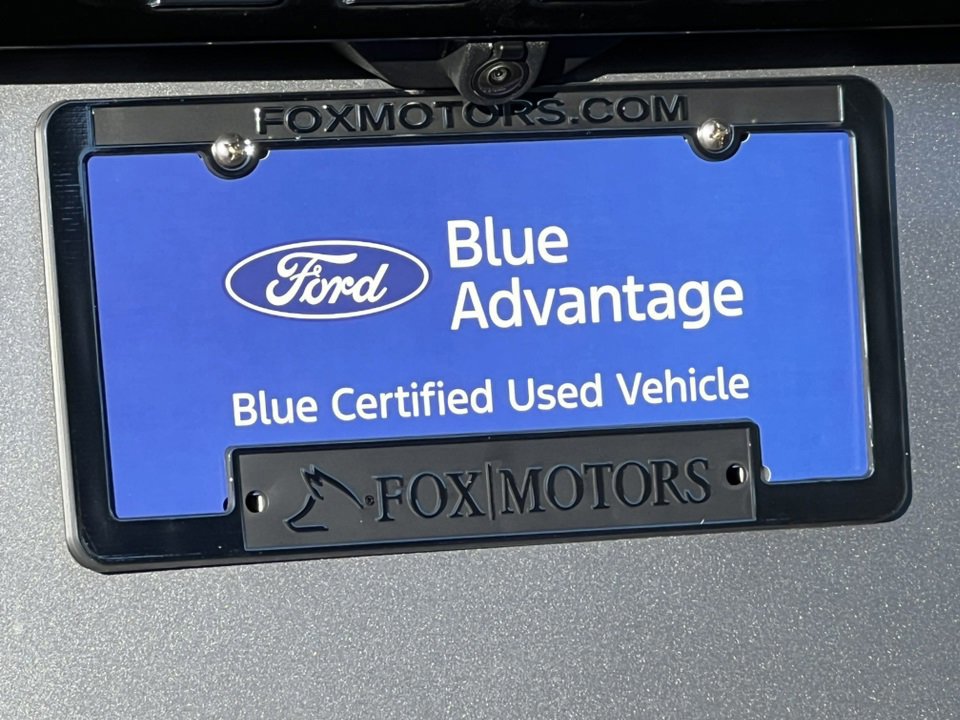 FOXMOTORS.COM
Ford
Blue
Advantage
Blue Certified Used Vehicle
® FOX|MOTORS